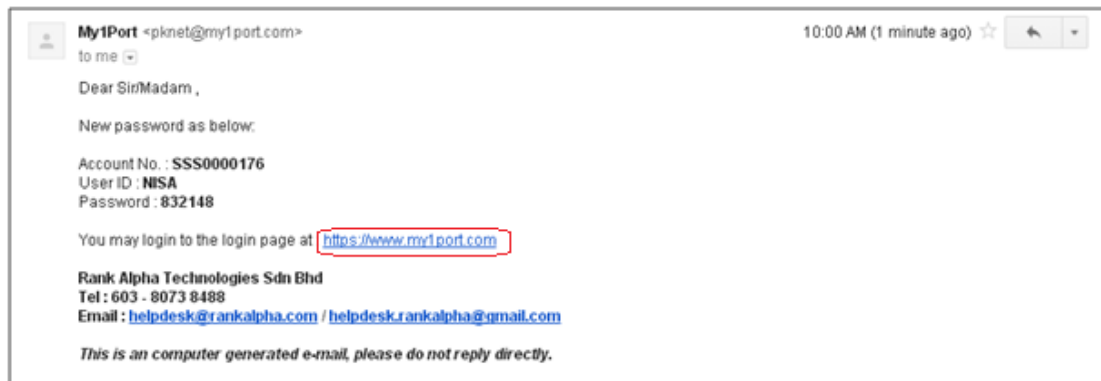 My1Port <pknet@my1port.com> 10:00 AM (1 minute ago)
to me
Dear Sir/Madam ,
New password as below:
Account No. : SSS0000176
User ID : NISA
Password : 832148
You may login to the login page at https://www.my1port.com
Rank Alpha Technologies Sdn Bhd
Tel : 603 - 8073 8488
Email : helpdesk@rankalpha.com / helpdesk.rankalpha@gmail.com
This is an computer generated e-mail, please do not reply directly.